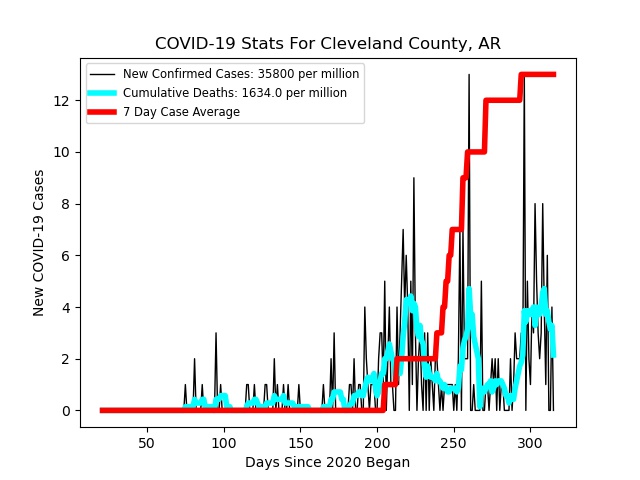 COVID-19 Stats For Cleveland County, AR
New Confirmed Cases: 35800 per million
Cumulative Deaths: 1634.0 per million
7 Day Case Average
New COVID-19 Cases
12
10
8
6
4
2
0
50 100 150 200 250 300
Days Since 2020 Began